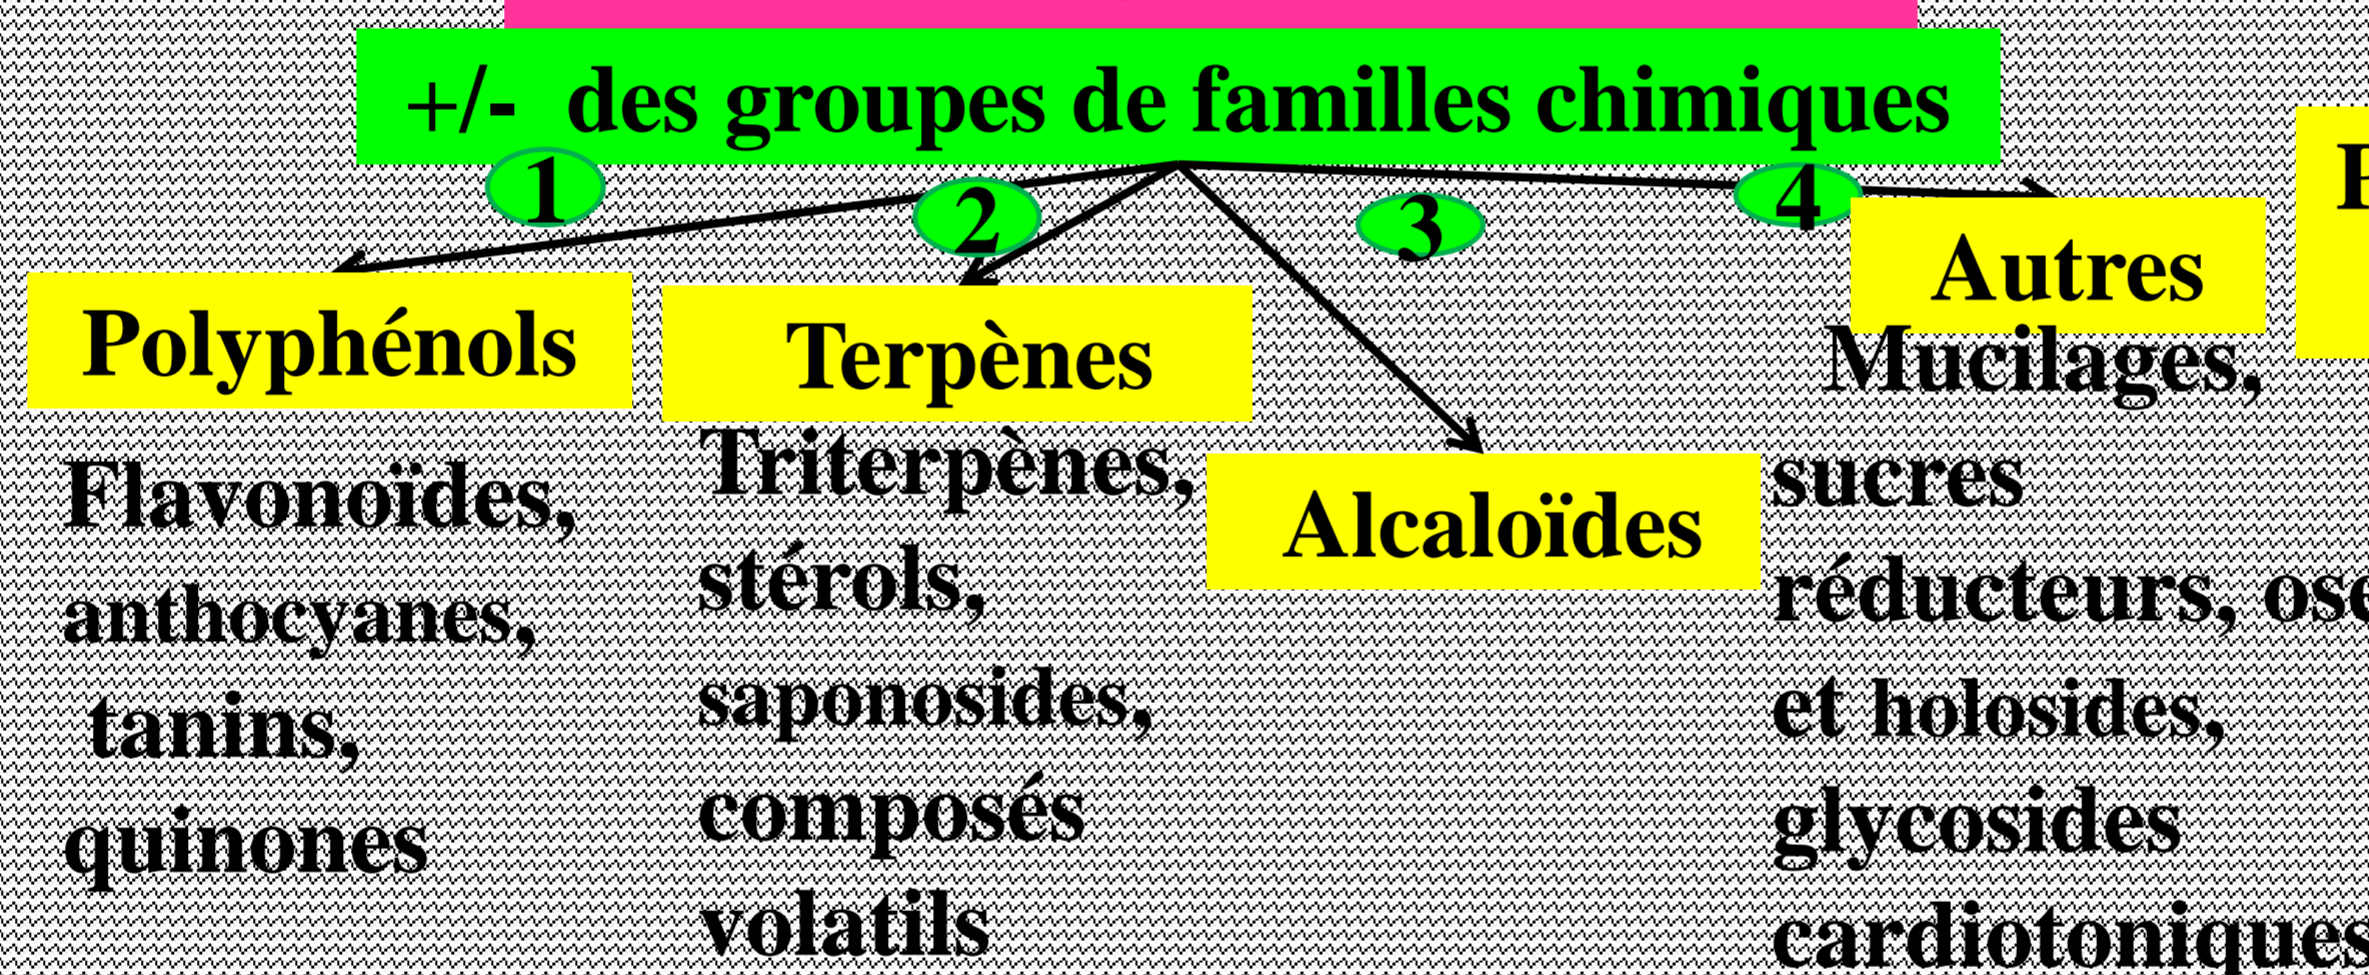 +/- des groupes de familles chimiques
1
2
3
4
Polyphénols
Flavonoïdes,
anthocyanes,
tanins,
quinones
Terpènes
Triterpènes,
stérols,
saponosides,
composés
volatils
Alcaloïdes
Autres
Mucilages,
sucres
réducteurs,
et holosides,
glycosides
cardiotoniques